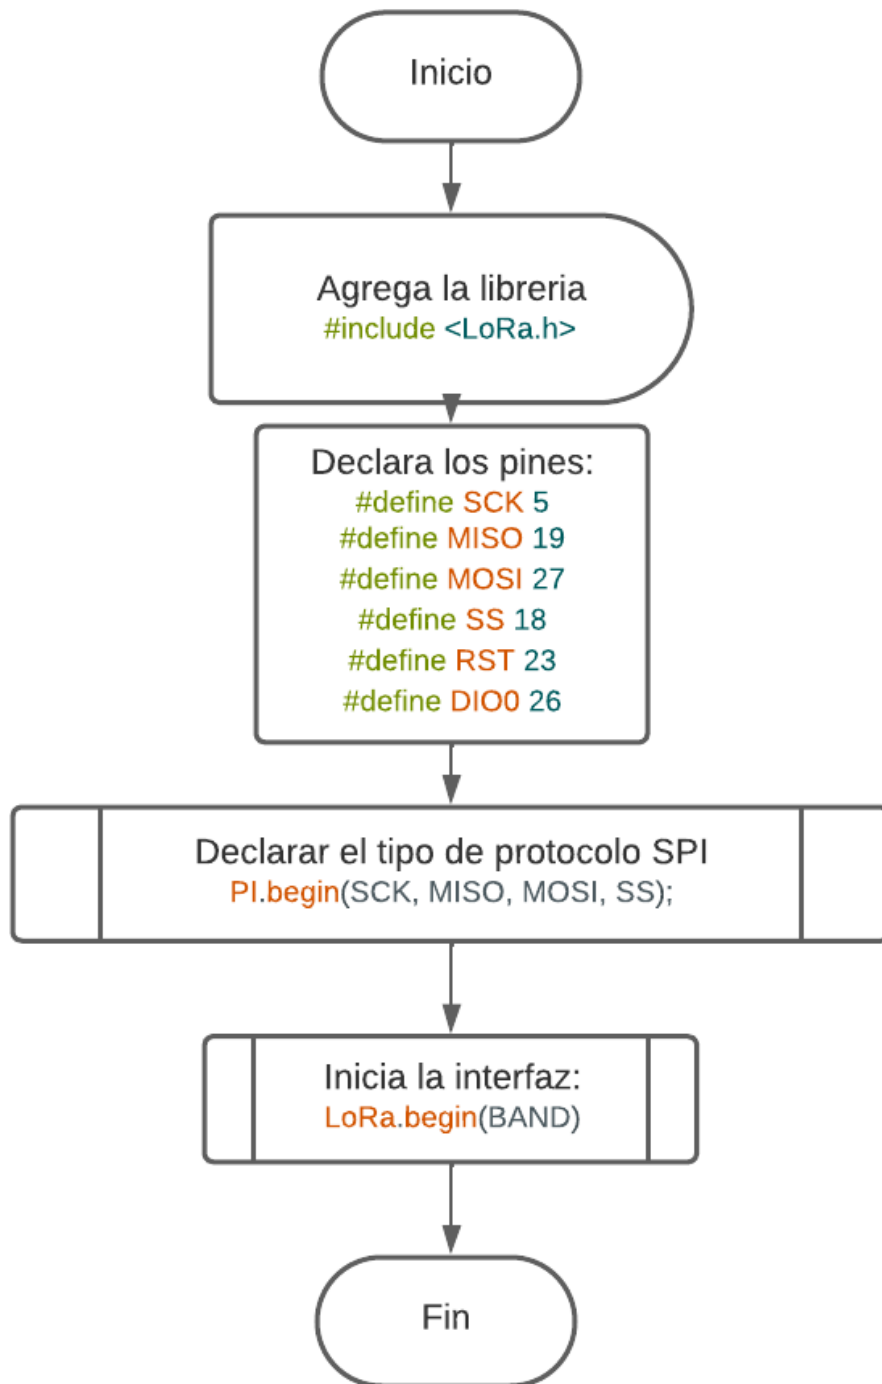 Inicio
Agrega la libreria
#include <LoRa.h>
Declara los pines:
#define SCK 5
#define MISO 19
#define MOSI 27
#define SS 18
#define RST 23
#define DIO0 26
Declarar el tipo de protocolo SPI
PI.begin(SCK, MISO, MOSI, SS);
Inicia la interfaz:
LoRa.begin(BAND)
Fin